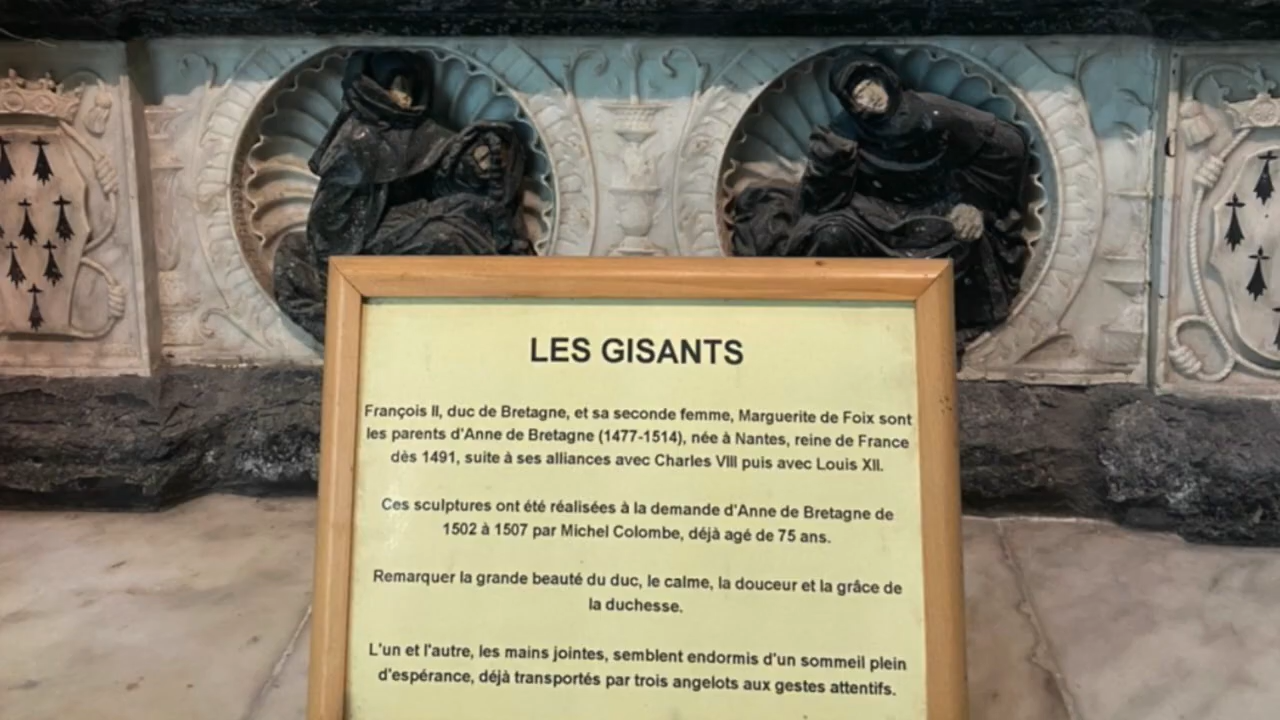 LES GISANTS
François II, duc de Bretagne, et sa seconde femme, Marguerite de Foix sont
les parents d'Anne de Bretagne (1477-1514), née à Nantes, reine de France
dès 1491, suite à ses alliances avec Charles VIII puis avec Louis XII.
Ces sculptures ont été réalisées à la demande d'Anne de Bretagne de
1502 à 1507 par Michel Colombe, déjà agé de 75 ans.
Remarquer la grande beauté du duc, le calme, la douceur et la grâce de
la duchesse.
L'un et l'autre, les mains jointes, semblent endormis d'un sommeil plein
d'espérance, déjà transportés par trois angelots aux gestes attentifs.